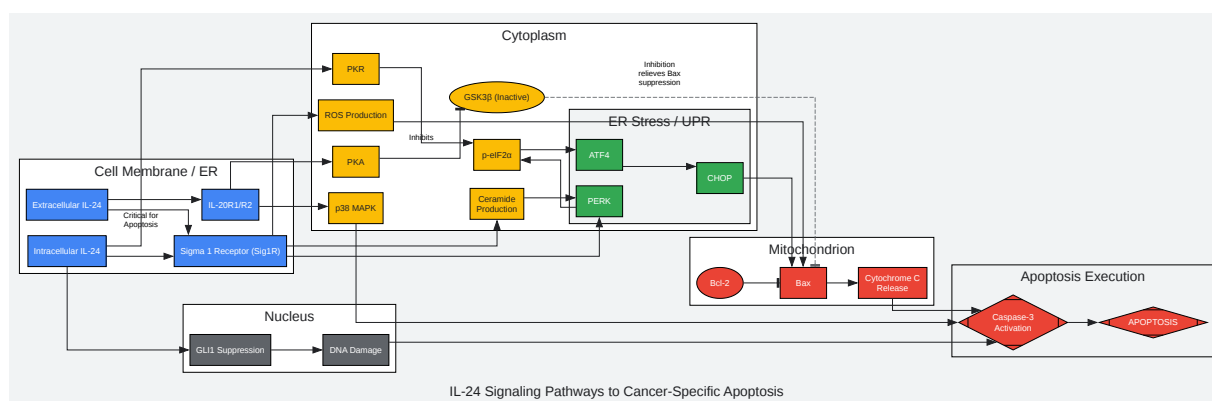 Cytoplasm
Inhibition
relieves Bax
suppression
PKR
GSK3β (Inactive)
ROS Production
ER Stress / UPR
Inhibits
PKA
p-eIF2α
ATF4
CHOP
Cell Membrane / ER
Extracellular IL-24
IL-20R1/R2
p38 MAPK
Ceramide
Production
PERK
Critical for
Apoptosis
Intracellular IL-24
Sigma 1 Receptor (Sig1R)
Mitochondrion
Bcl-2
Bax
Cytochrome C
Release
Apoptosis Execution
Caspase-3
Activation
APOPTOSIS
Nucleus
GLI1 Suppression
DNA Damage
IL-24 Signaling Pathways to Cancer-Specific Apoptosis